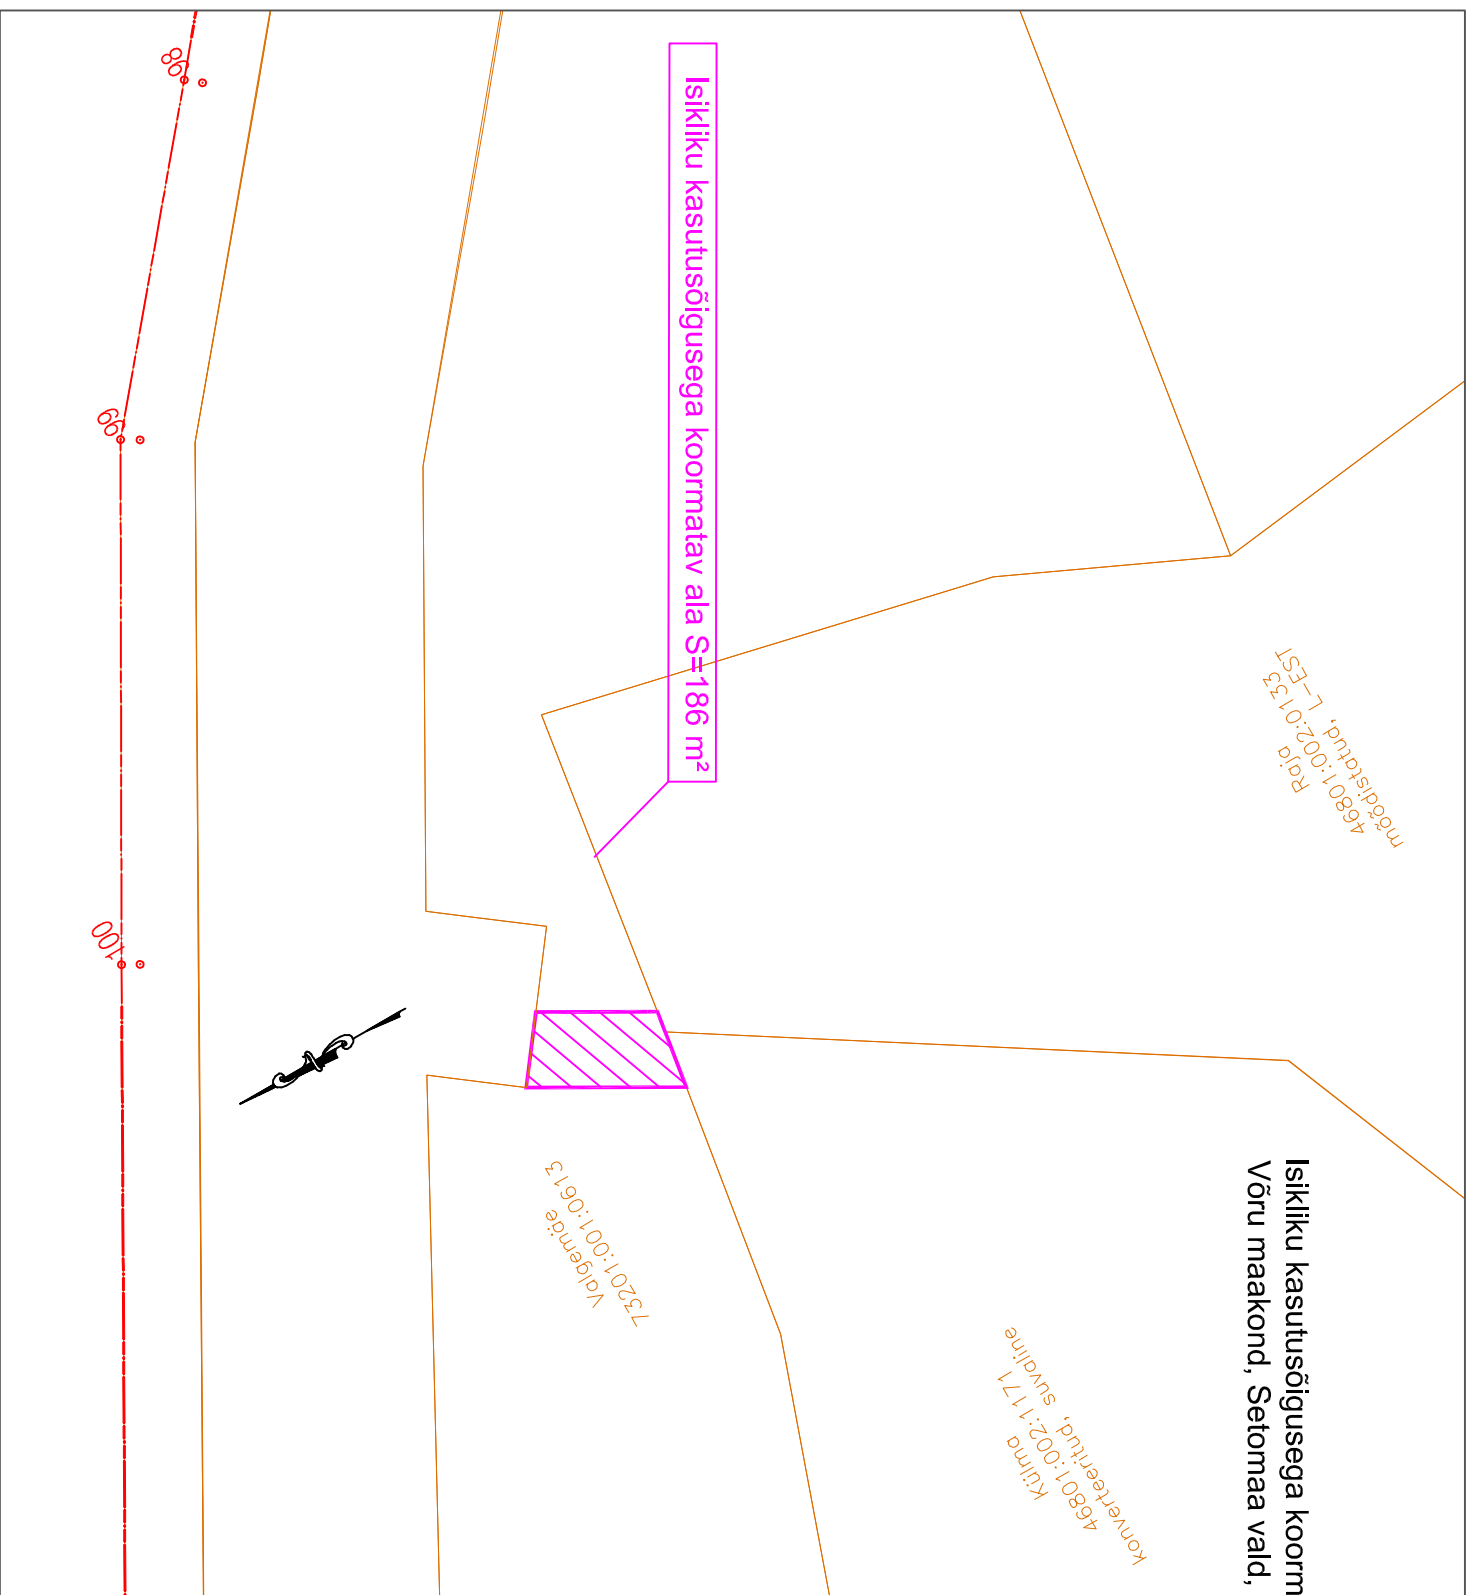 98
99
100
Isikliku kasutusõigusega koormatav ala S=186 m²
Raja
46801:002:0133
mõõdistatud, L-EST
Valgemäe
73201:001:0613
Külma
46801:002:1171
konverteeritud, suvaline
Isikliku kasutusõigusega koorm
Võru maakond, Setomaa vald,